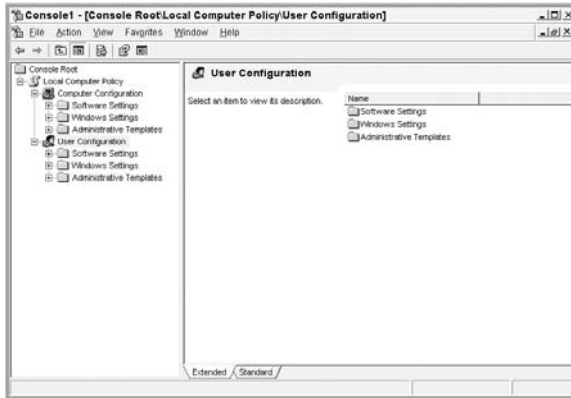 Console1 - [Console Root\Local Computer Policy\User Configuration]
File Action View Favorites Window Help
Console Root
Local Computer Policy
Computer Configuration
Software Settings
Windows Settings
Administrative Templates
User Configuration
Software Settings
Windows Settings
Administrative Templates
User Configuration
Select an item to view its description.
Name
Software Settings
Windows Settings
Administrative Templates
Extended Standard